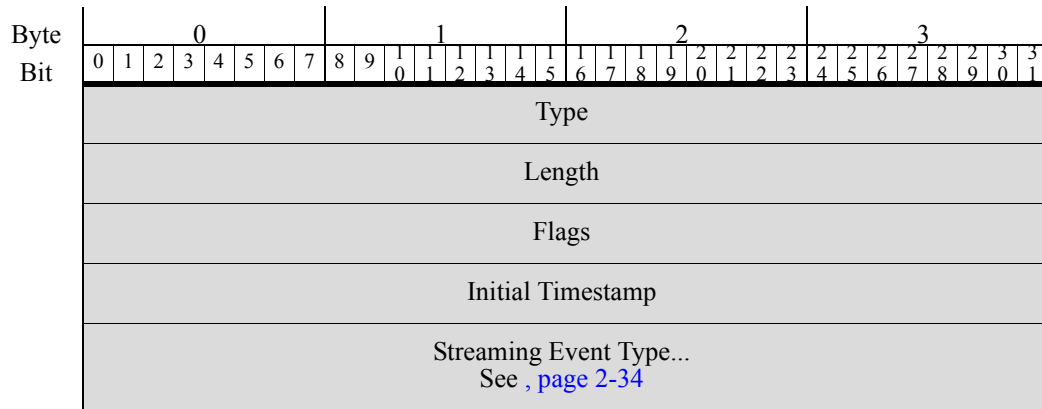 Byte 0 1 2 3
Bit 0 1 2 3 4 5 6 7 8 9 10 11 12 13 14 15 16 17 18 19 20 21 22 23 24 25 26 27 28 29 30 31
Type
Length
Flags
Initial Timestamp
Streaming Event Type...
See , page 2-34